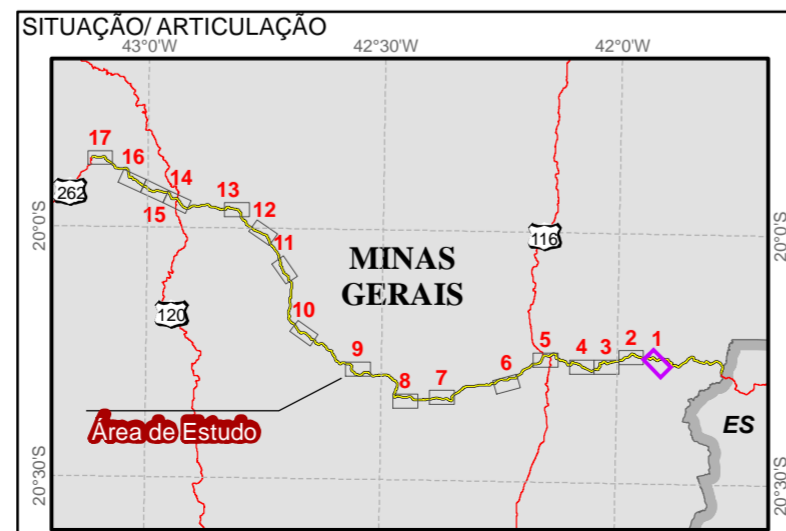 SITUAÇÃO/ ARTICULAÇÃO
43°0'W
42°30'W
42°0'W
17
16
262
15
14
13
12
11
20°0'S
20°0'S
116
MINAS
GERAIS
120
10
9
8
7
6
5
4
3
2
1
Área de Estudo
ES
20°30'S
20°30'S